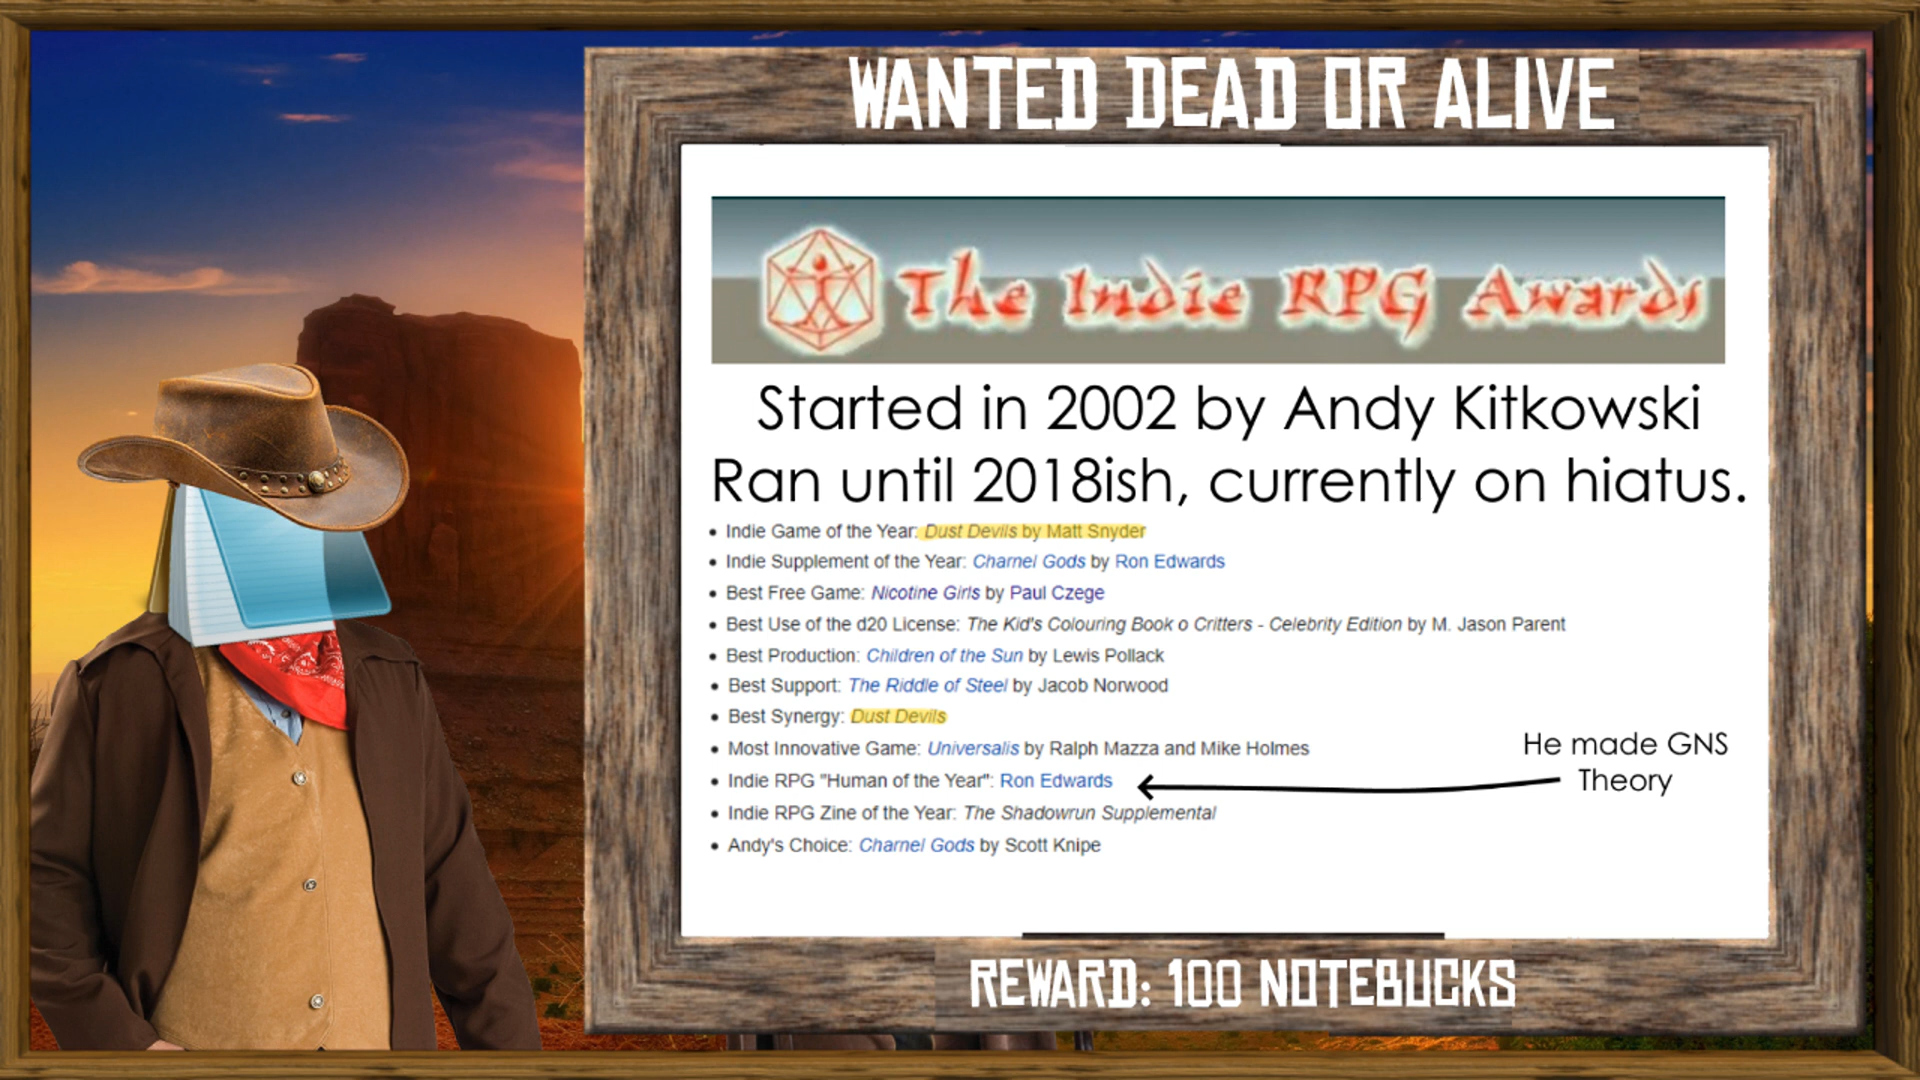 WANTED DEAD OR ALIVE
The Indie RPG Awards
Started in 2002 by Andy Kitkowski
Ran until 2018ish, currently on hiatus.
• Indie Game of the Year: Dust Devils by Matt Snyder
• Indie Supplement of the Year: Charnel Gods by Ron Edwards
• Best Free Game: Nicotine Girls by Paul Czege
• Best Use of the d20 License: The Kid's Colouring Book o Critters - Celebrity Edition by M. Jason Parent
• Best Production: Children of the Sun by Lewis Pollack
• Best Support: The Riddle of Steel by Jacob Norwood
• Best Synergy: Dust Devils
• Most Innovative Game: Universalis by Ralph Mazza and Mike Holmes
• Indie RPG "Human of the Year": Ron Edwards
• Indie RPG Zine of the Year: The Shadowrun Supplemental
• Andy's Choice: Charnel Gods by Scott Knipe
He made GNS
Theory
REWARD: 100 NOTEBUCKS